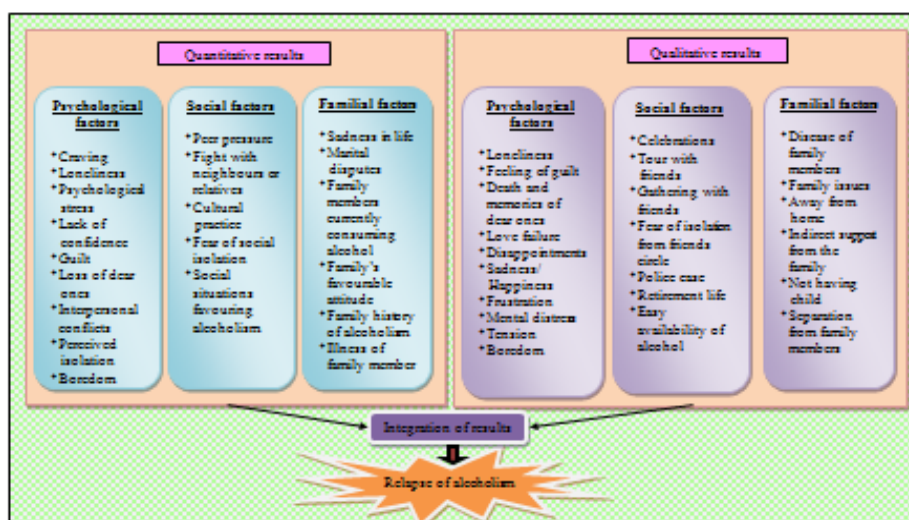 Quantitative results
Psychological
factors
*Craving
*Loneliness
*Psychological
stress
*Lack of
confidence
*Guilt
*Loss of dear
ones
*Interpersonal
conflicts
*Perceived
isolation
*Boredom
Social factors
*Peer pressure
*Fight with
neighbours or
relatives
*Cultural
practice
*Fear of social
isolation
*Social
situations
favouring
alcoholism
Familial factors
*Sadness in life
*Marital
disputes
*Family
members
currently
consuming
alcohol
*Family's
favourable
attitude
*Family history
of alcoholism
*Illness of
family member
Qualitative results
Psychological
factors
*Loneliness
*Feeling of guilt
*Death and
memories of
dear ones
*Love failure
*Disappointments
*Sadness/
Happiness
*Frustration
*Mental distress
*Tension
*Boredom
Social factors
*Celebrations
*Tour with
friends
*Gathering with
friends
*Fear of isolation
from friends
circle
*Police case
*Retirement life
*Easy
availability of
alcohol
Familial factors
*Disease of
family
members
*Family issues
*Away from
home
*Indirect support
from the
family
*Not having
child
*Separation
from family
members
Integration of results
Relapse of alcoholism